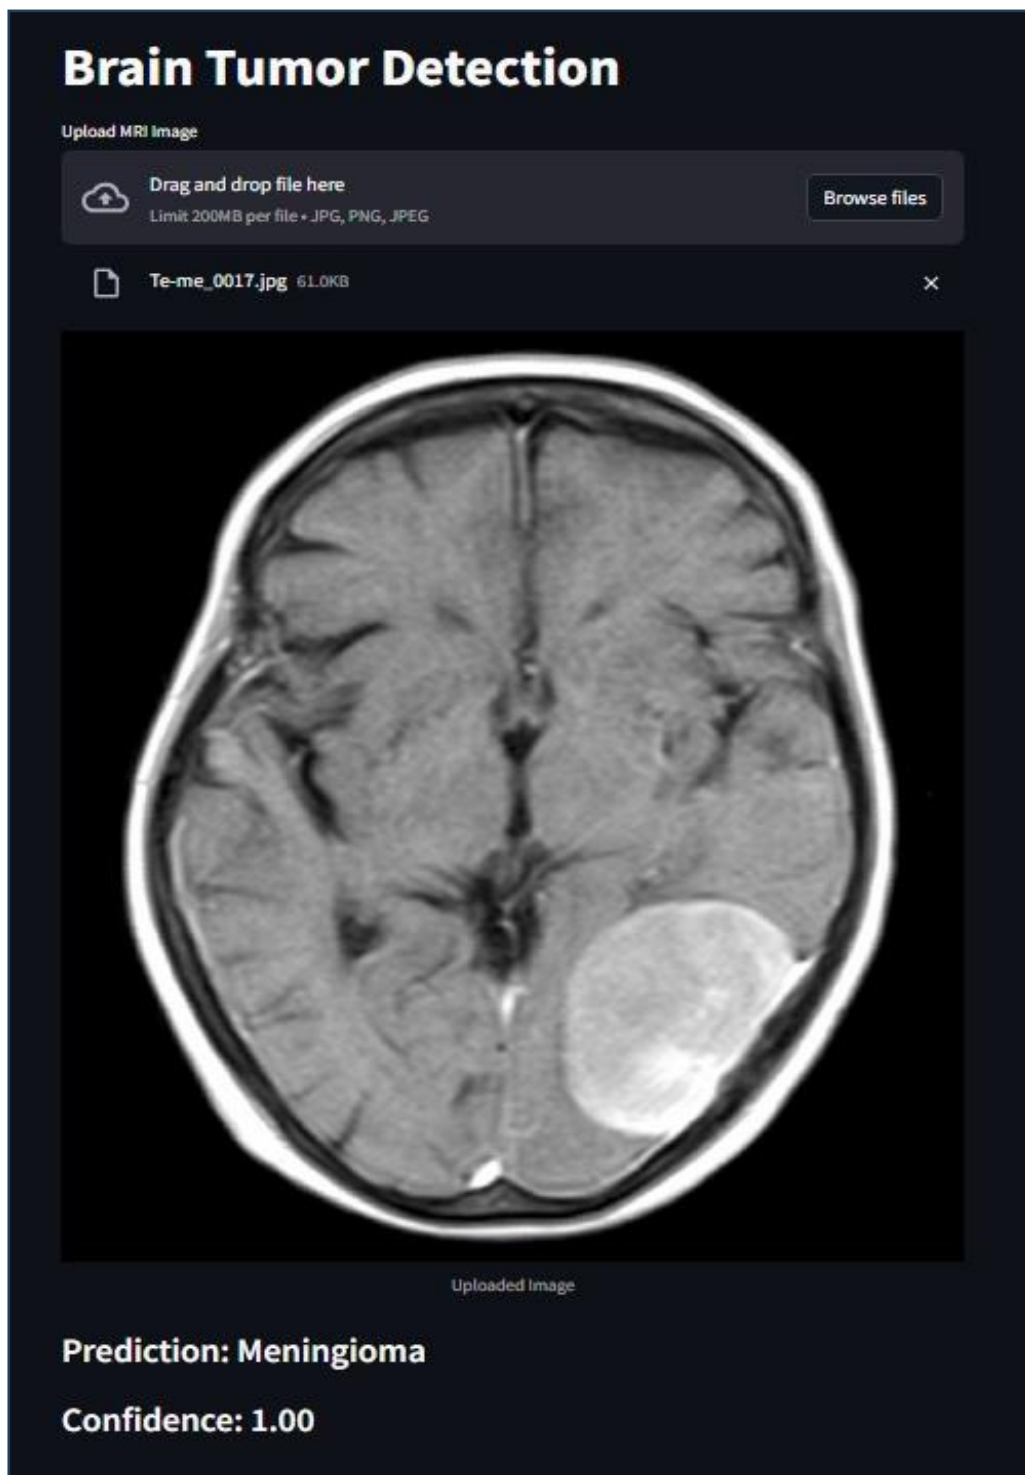 Brain Tumor Detection
Upload MRI Image
Drag and drop file here
Limit 200MB per file • JPG, PNG, JPEG
Browse files
Te-me_0017.jpg 61.0KB
Uploaded Image
Prediction: Meningioma
Confidence: 1.00